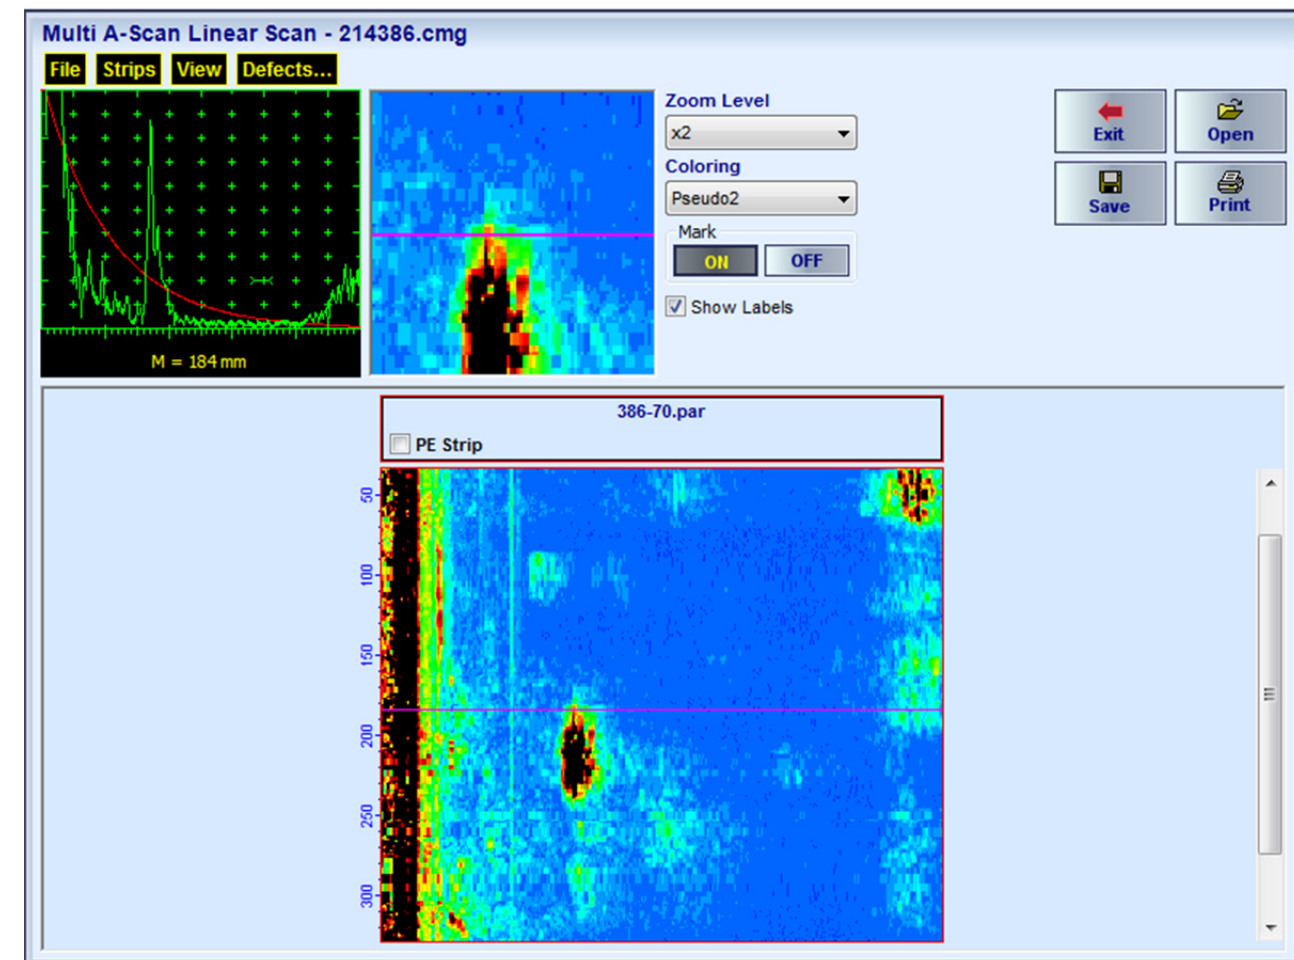 Multi A-Scan Linear Scan - 214386.cmg
File Strips View Defects...
M = 184 mm
Zoom Level
x2
Coloring
Pseudo2
Mark
ON OFF
Show Labels
Exit Open
Save Print
386-70.par
PE Strip
50
100
150
200
250
300